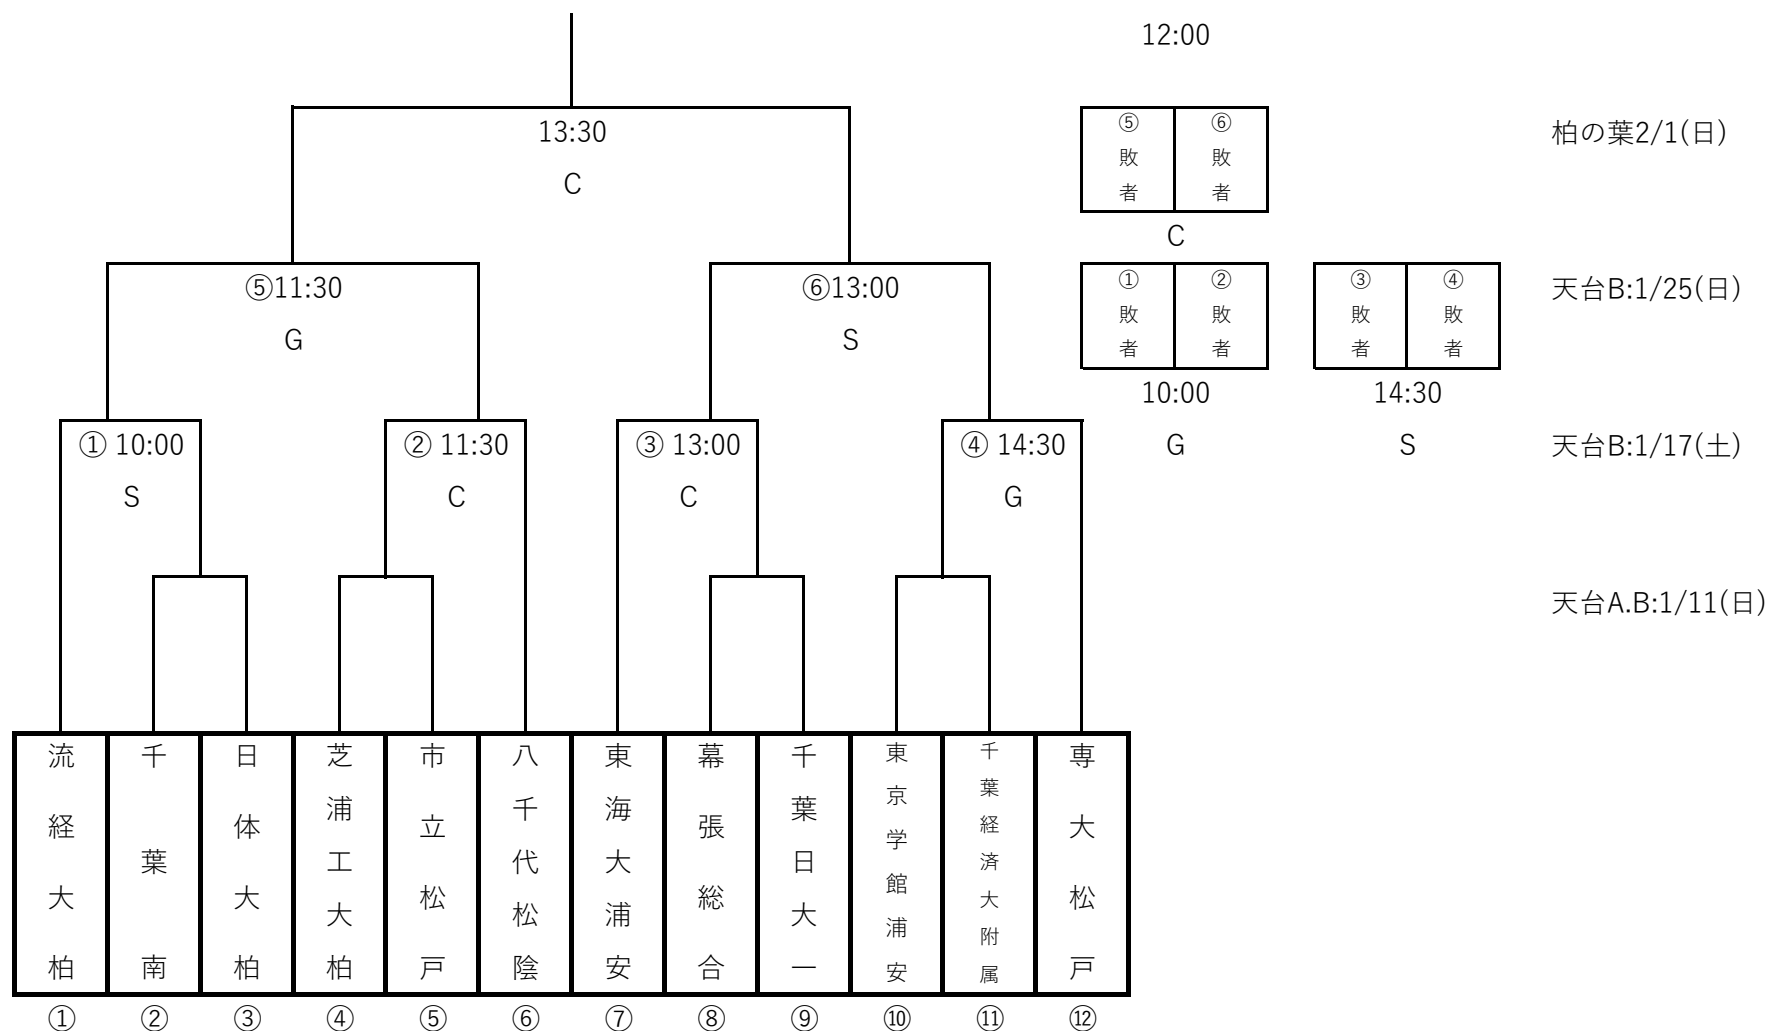 12:00
13:30
C
⑤敗者
⑥敗者
柏の葉2/1(日)
C
⑤11:30
G
⑥13:00
S
①敗者
②敗者
③敗者
④敗者
天台B:1/25(日)
10:00
14:30
① 10:00
S
② 11:30
C
③ 13:00
C
④ 14:30
G
G
S
天台B:1/17(土)
天台A.B:1/11(日)
流経大柏
千葉南
日体大柏
芝浦工大柏
市立松戸
八千代松陰
東海大浦安
幕張総合
千葉日大一
東京学館浦安
千葉経済大附属
専大松戸
① ② ③ ④ ⑤ ⑥ ⑦ ⑧ ⑨ ⑩ ⑪ ⑫